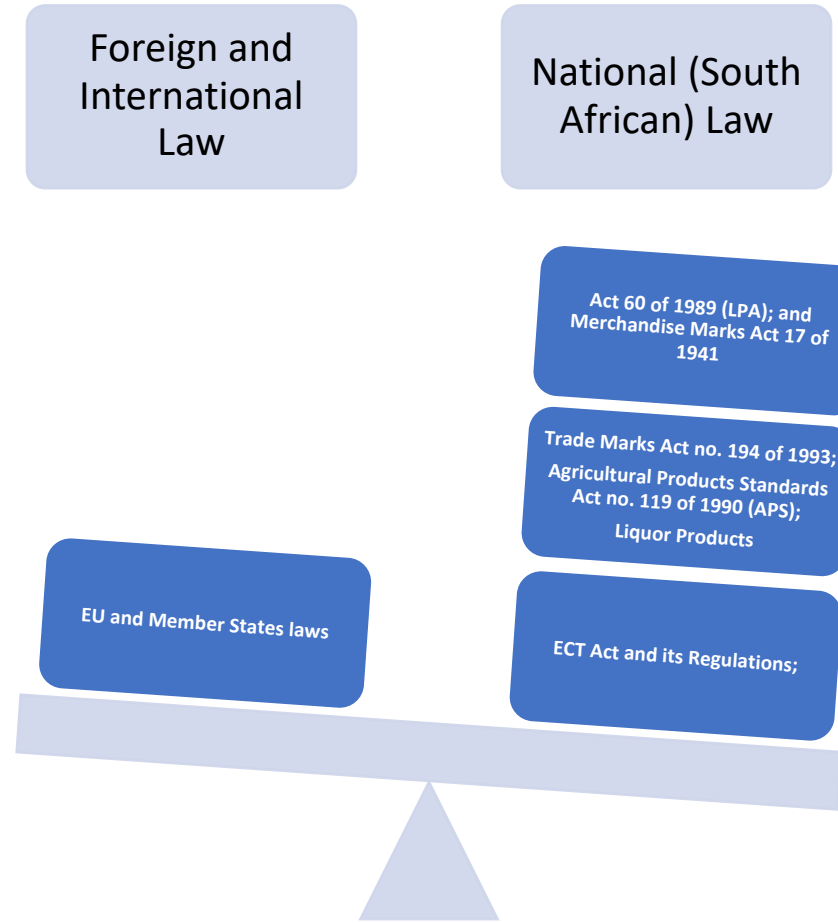 Foreign and
International
Law
National (South
African) Law
Act 60 of 1989 (LPA); and
Merchandise Marks Act 17 of
1941
Trade Marks Act no. 194 of 1993;
Agricultural Products Standards
Act no. 119 of 1990 (APS);
Liquor Products
EU and Member States laws
ECT Act and its Regulations;